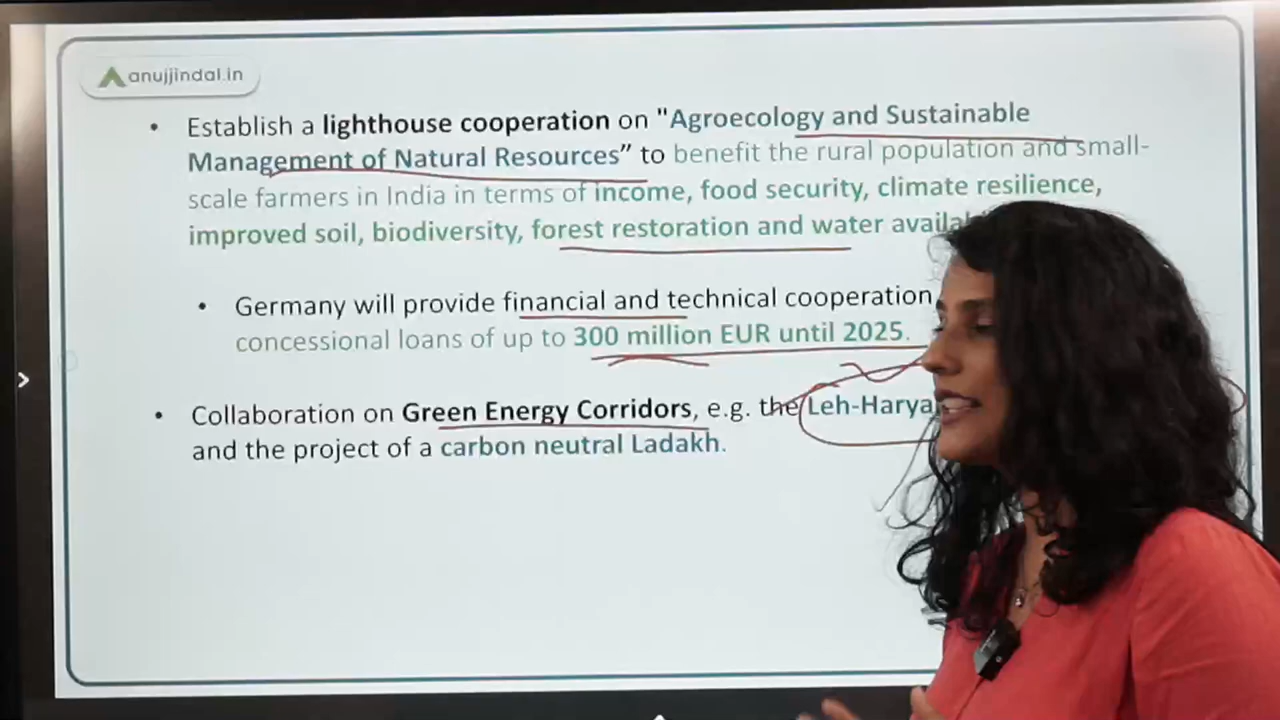 anujjindal.in
• Establish a lighthouse cooperation on "Agroecology and Sustainable
Management of Natural Resources” to benefit the rural population and small-
scale farmers in India in terms of income, food security, climate resilience,
improved soil, biodiversity, forest restoration and water
• Germany will provide financial and technical cooperation
concessional loans of up to 300 million EUR until 2025.
• Collaboration on Green Energy Corridors, e.g. the
and the project of a carbon neutral Ladakh.